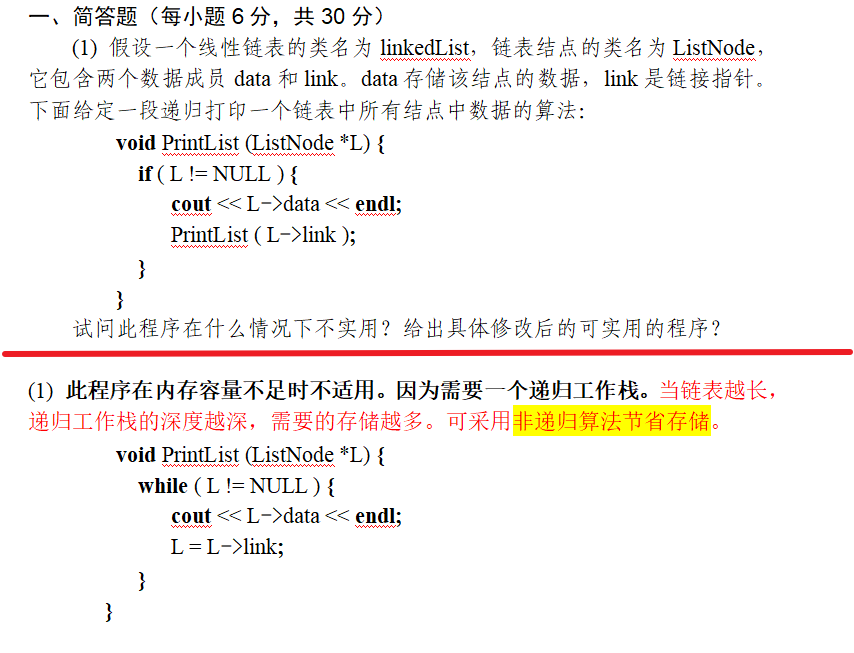 一、简答题（每小题 6 分，共 30 分）
(1) 假设一个线性链表的类名为 linkedList，链表结点的类名为 ListNode，
它包含两个数据成员 data 和 link。data 存储该结点的数据，link 是链接指针。
下面给定一段递归打印一个链表中所有结点中数据的算法：
void PrintList (ListNode *L) {
if ( L != NULL ) {
cout << L->data << endl;
PrintList ( L->link );
}
}
试问此程序在什么情况下不实用？给出具体修改后的可实用的程序？
(1) 此程序在内存容量不足时不适用。因为需要一个递归工作栈。当链表越长，
递归工作栈的深度越深，需要的存储越多。可采用非递归算法节省存储。
void PrintList (ListNode *L) {
while ( L != NULL ) {
cout << L->data << endl;
L = L->link;
}
}